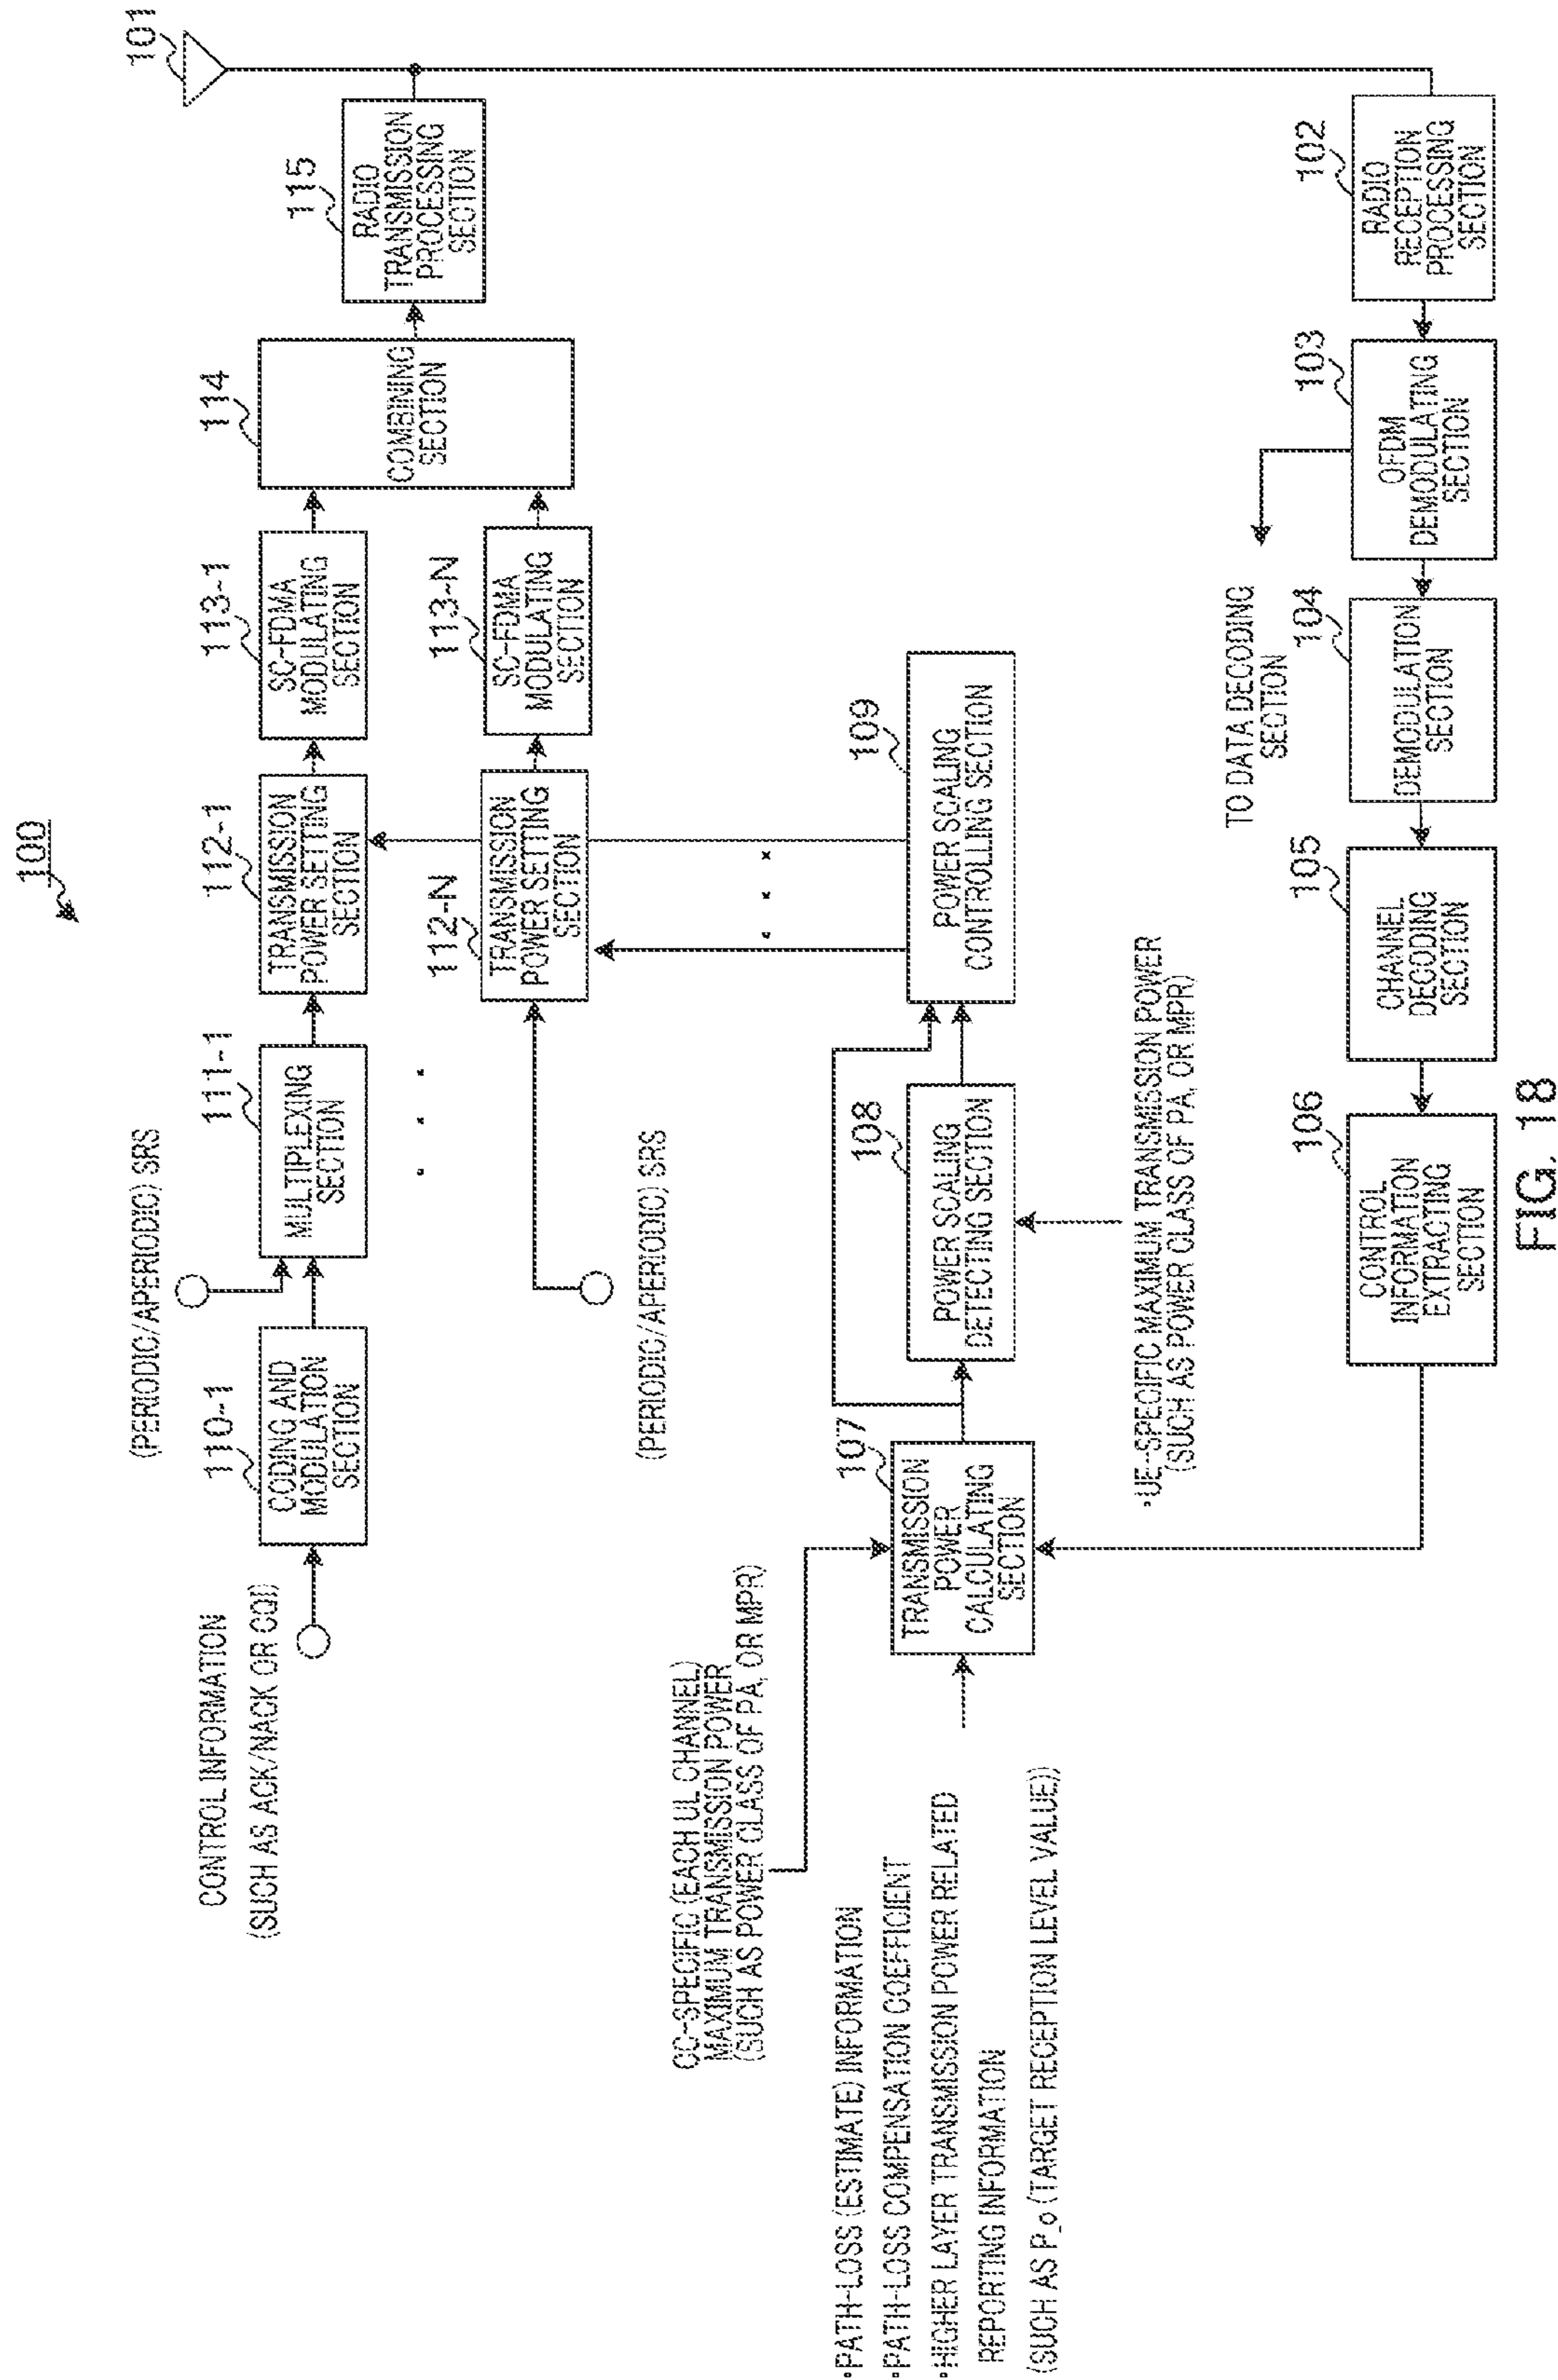 100
CONTROL INFORMATION
(SUCH AS ACK/NACK OR CQI)
110-1
CODING AND
MODULATION
SECTION
(PERIODIC/APERIODIC) SRS
111-1
MULTIPLEXING
SECTION
112-1
TRANSMISSION
POWER SETTING
SECTION
113-1
SC-FDMA
MODULATING
SECTION
114
COMBINING
SECTION
115
RADIO
TRANSMISSION
PROCESSING
SECTION
101
(PERIODIC/APERIODIC) SRS
112-N
TRANSMISSION
POWER SETTING
SECTION
113-N
SC-FDMA
MODULATING
SECTION
CC-SPECIFIC (EACH UL CHANNEL)
MAXIMUM TRANSMISSION POWER
(SUCH AS POWER CLASS OF PA, OR MPR)
・PATH-LOSS (ESTIMATE) INFORMATION
・PATH-LOSS COMPENSATION COEFFICIENT
・HIGHER LAYER TRANSMISSION POWER RELATED
REPORTING INFORMATION
(SUCH AS P_o (TARGET RECEPTION LEVEL VALUE))
107
TRANSMISSION
POWER
CALCULATING
SECTION
108
POWER SCALING
DETECTING SECTION
109
POWER SCALING
CONTROLLING SECTION
・UE-SPECIFIC MAXIMUM TRANSMISSION POWER
(SUCH AS POWER CLASS OF PA, OR MPR)
TO DATA DECODING
SECTION
106
CONTROL
INFORMATION
EXTRACTING
SECTION
105
CHANNEL
DECODING
SECTION
104
DEMODULATION
SECTION
103
OFDM
DEMODULATING
SECTION
102
RADIO
RECEPTION
PROCESSING
SECTION
FIG. 18